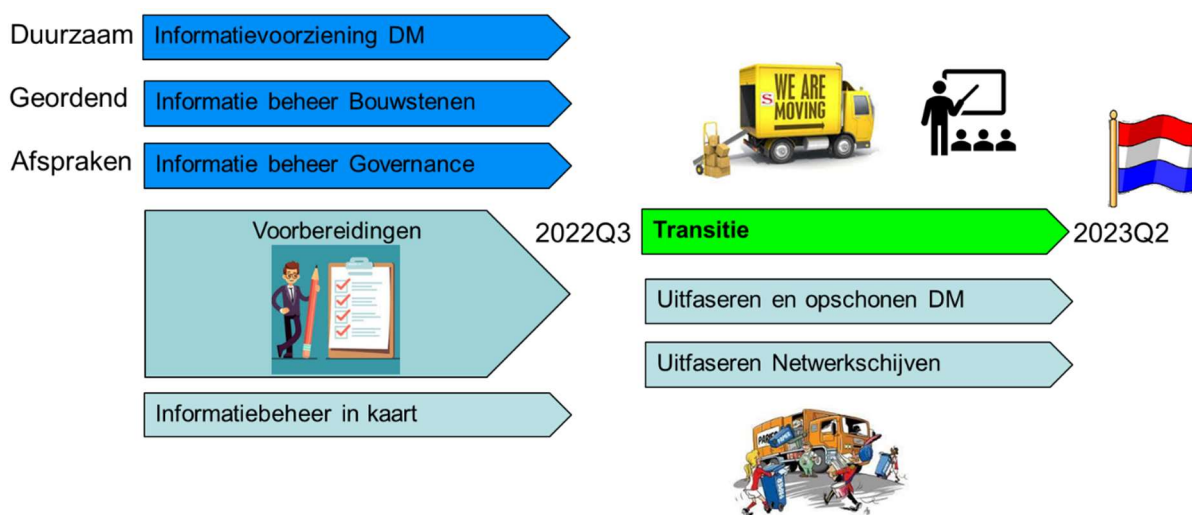 Duurzaam
Informatievoorziening DM
Geordend
Informatie beheer Bouwstenen
Afspraken
Informatie beheer Governance
WE ARE
MOVING
S
Voorbereidingen
2022Q3
Transitie
2023Q2
Uitfaseren en opschonen DM
Uitfaseren Netwerkschijven
Informatiebeheer in kaart